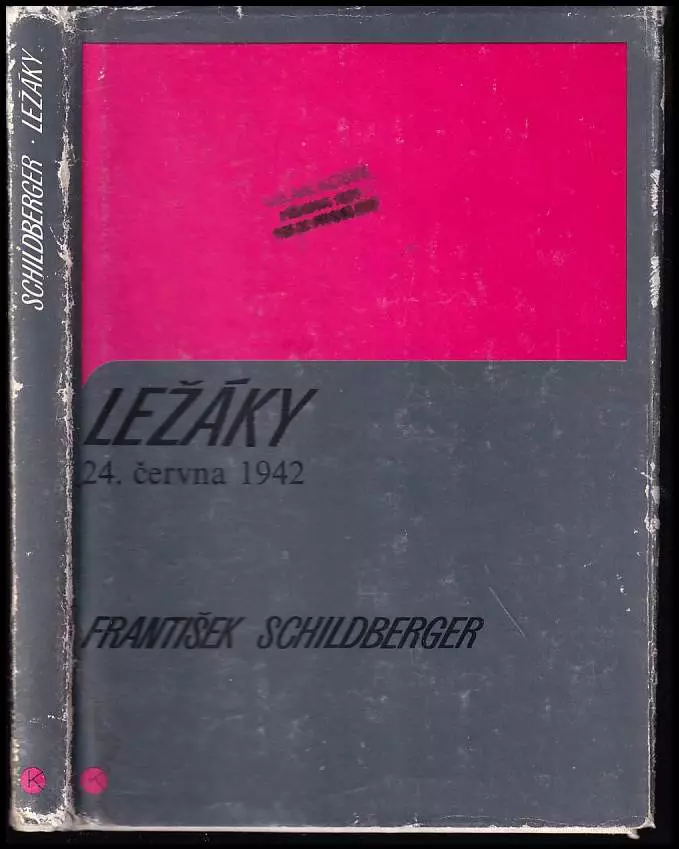 SCHILDBERGER · LEŽÁKY
K
LEŽÁKY
24. června 1942
FRANTIŠEK SCHILDBERGER
K